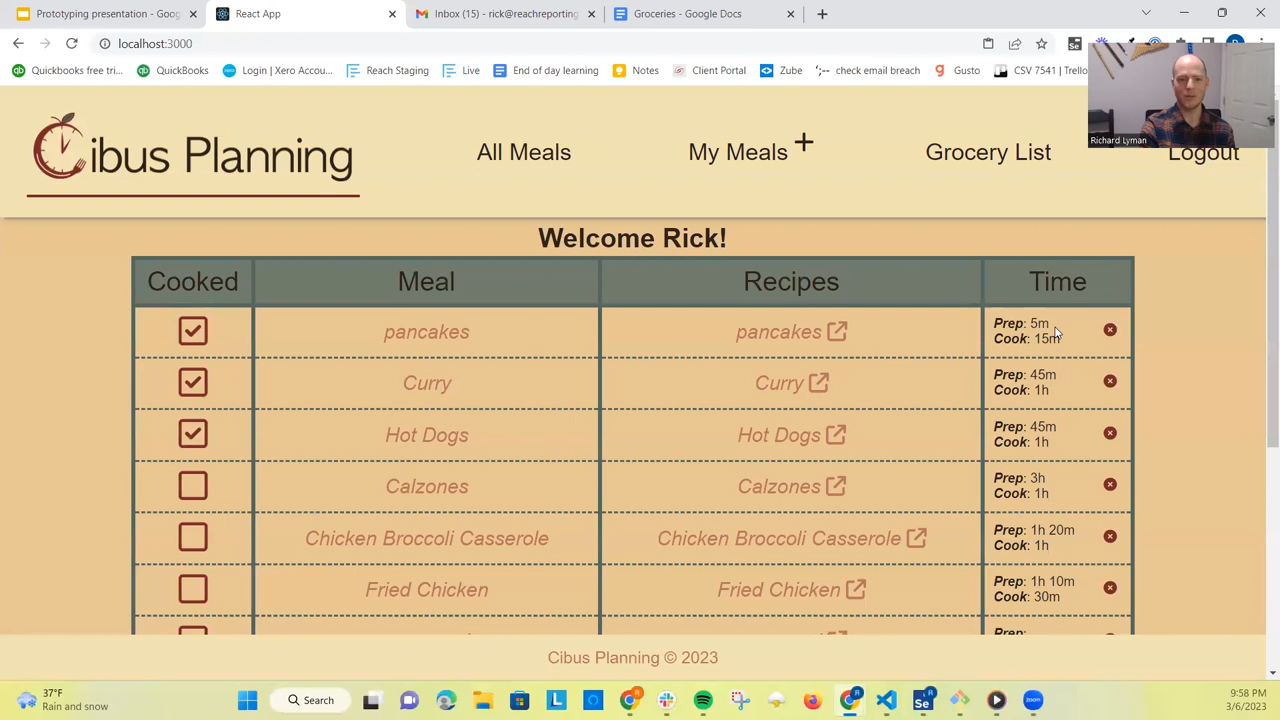 Prototyping presentation - Goog
React App
Inbox (15) - rick@reachreporting
Groceries - Google Docs
localhost:3000
Quickbooks free tri...
QuickBooks
Login | Xero Accou...
Reach Staging
Live
End of day learning
Notes
Client Portal
Zube
check email breach
Gusto
CSV 7541 | Trello
Richard Lyman
ibus Planning
All Meals
My Meals +
Grocery List
Logout
Welcome Rick!
Cooked
Meal
Recipes
Time
pancakes
pancakes
Prep: 5m
Cook: 15m
Curry
Curry
Prep: 45m
Cook: 1h
Hot Dogs
Hot Dogs
Prep: 45m
Cook: 1h
Calzones
Calzones
Prep: 3h
Cook: 1h
Chicken Broccoli Casserole
Chicken Broccoli Casserole
Prep: 1h 20m
Cook: 1h
Fried Chicken
Fried Chicken
Prep: 1h 10m
Cook: 30m
Prep:
Cibus Planning © 2023
37°F
Rain and snow
Search
9:58 PM
3/6/2023